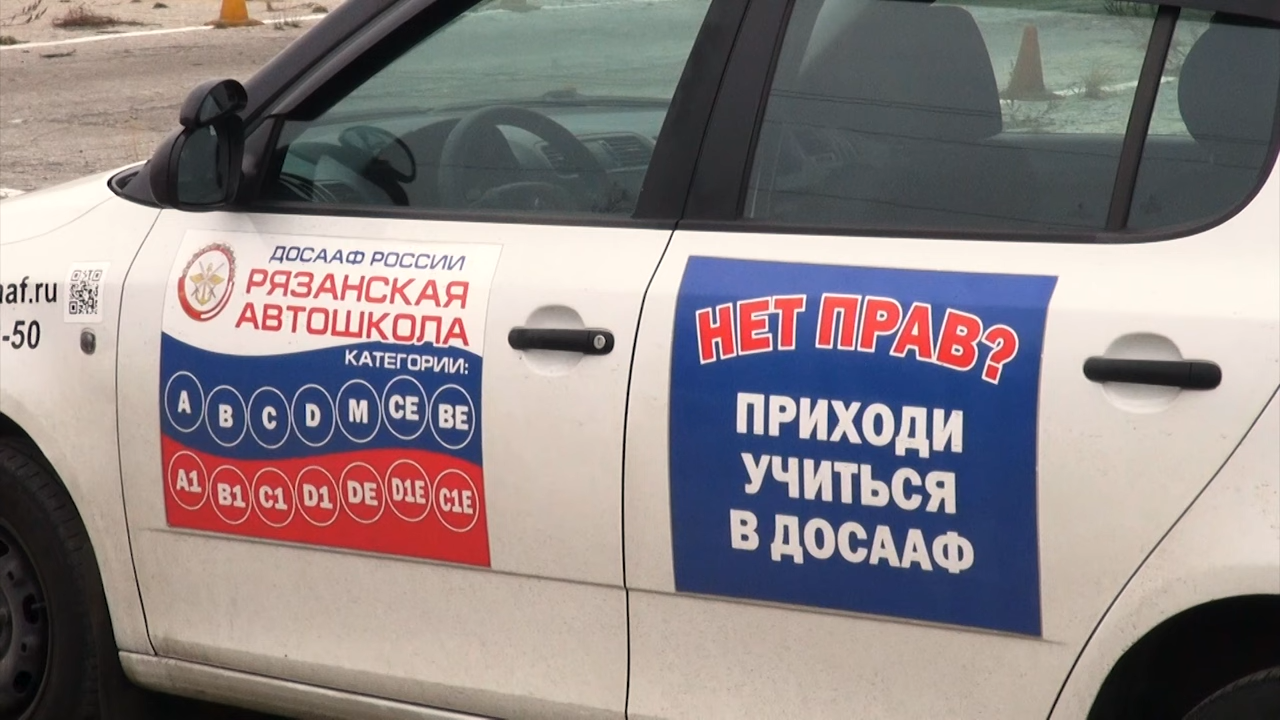 af.ru
-50
ДОСААФ РОССИИ
РЯЗАНСКАЯ
АВТОШКОЛА
КАТЕГОРИИ:
A B C D M CE BE
A1 B1 C1 D1 DE D1E C1E
НЕТ ПРАВ?
ПРИХОДИ
УЧИТЬСЯ
В ДОСААФ